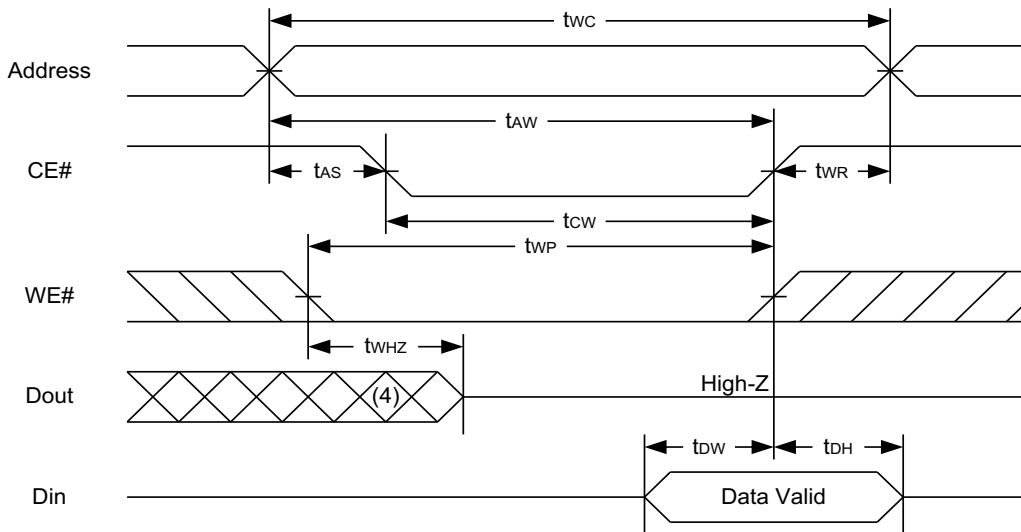 tWC
Address
tAW
CE#
tAS
tWR
tCW
tWP
WE#
tWHZ
High-Z
Dout
(4)
tDW
tDH
Din
Data Valid